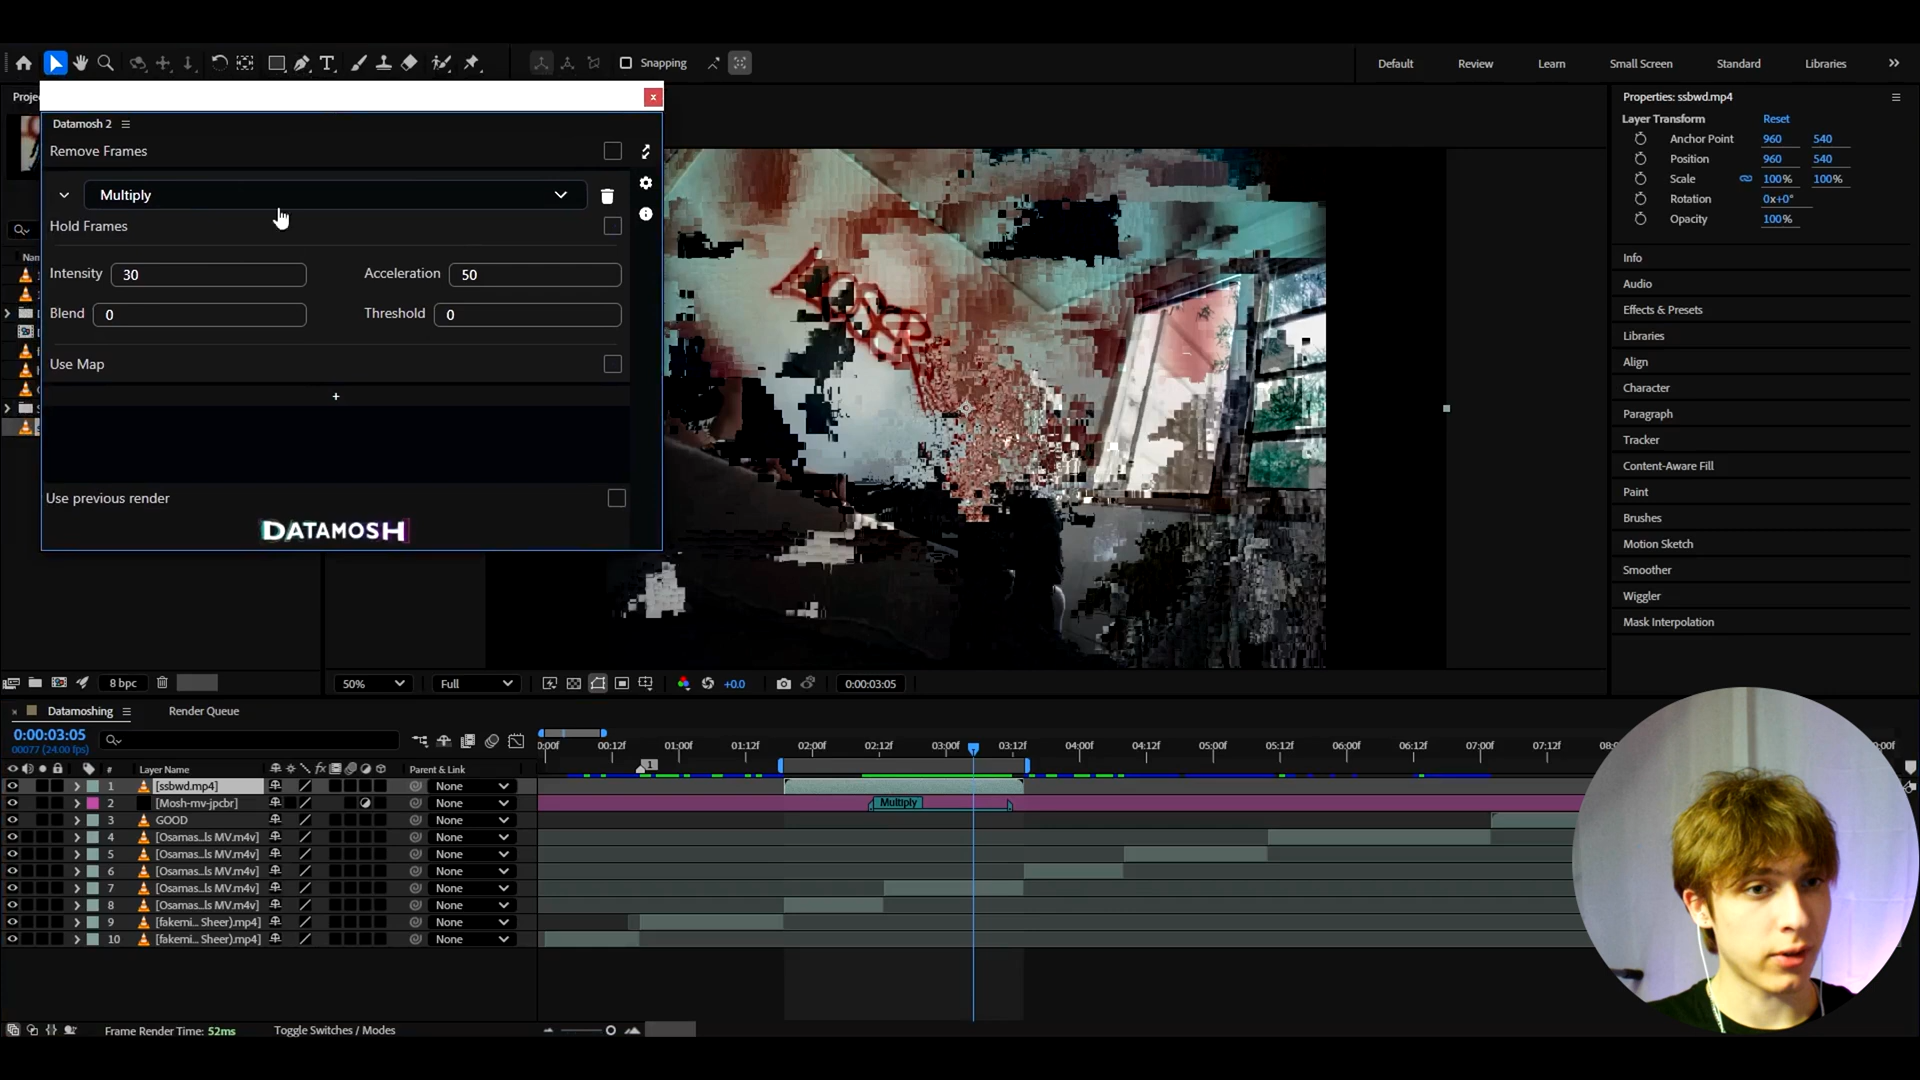 Snapping
Default
Review
Learn
Small Screen
Standard
Libraries
Datamosh 2
Remove Frames
Multiply
Hold Frames
Intensity 30
Acceleration 50
Blend 0
Threshold 0
Use Map
+
Use previous render
DATAMOSH
Properties: ssbwd.mp4
Layer Transform Reset
Anchor Point 960 540
Position 960 540
Scale 100% 100%
Rotation 0x+0°
Opacity 100%
Info
Audio
Effects & Presets
Libraries
Align
Character
Paragraph
Tracker
Content-Aware Fill
Paint
Brushes
Motion Sketch
Smoother
Wiggler
Mask Interpolation
8 bpc
50%
Full
+0.0
0:00:03:05
Datamoshing
Render Queue
0:00:03:05
00077 (24.00 fps)
0:00f 00:12f 01:00f 01:12f 02:00f 02:12f 03:00f 03:12f 04:00f 04:12f 05:00f 05:12f 06:00f 06:12f 07:00f 07:12f
# Layer Name Parent & Link
1
1 [ssbwd.mp4] None
2 [Mosh-mv-jpcbr] None Multiply
3 GOOD None
4 [Osamas...ls MV.m4v] None
5 [Osamas...ls MV.m4v] None
6 [Osamas...ls MV.m4v] None
7 [Osamas...ls MV.m4v] None
8 [Osamas...ls MV.m4v] None
9 [fakemi... Sheer).mp4] None
10 [fakemi... Sheer).mp4] None
Frame Render Time: 52ms
Toggle Switches / Modes